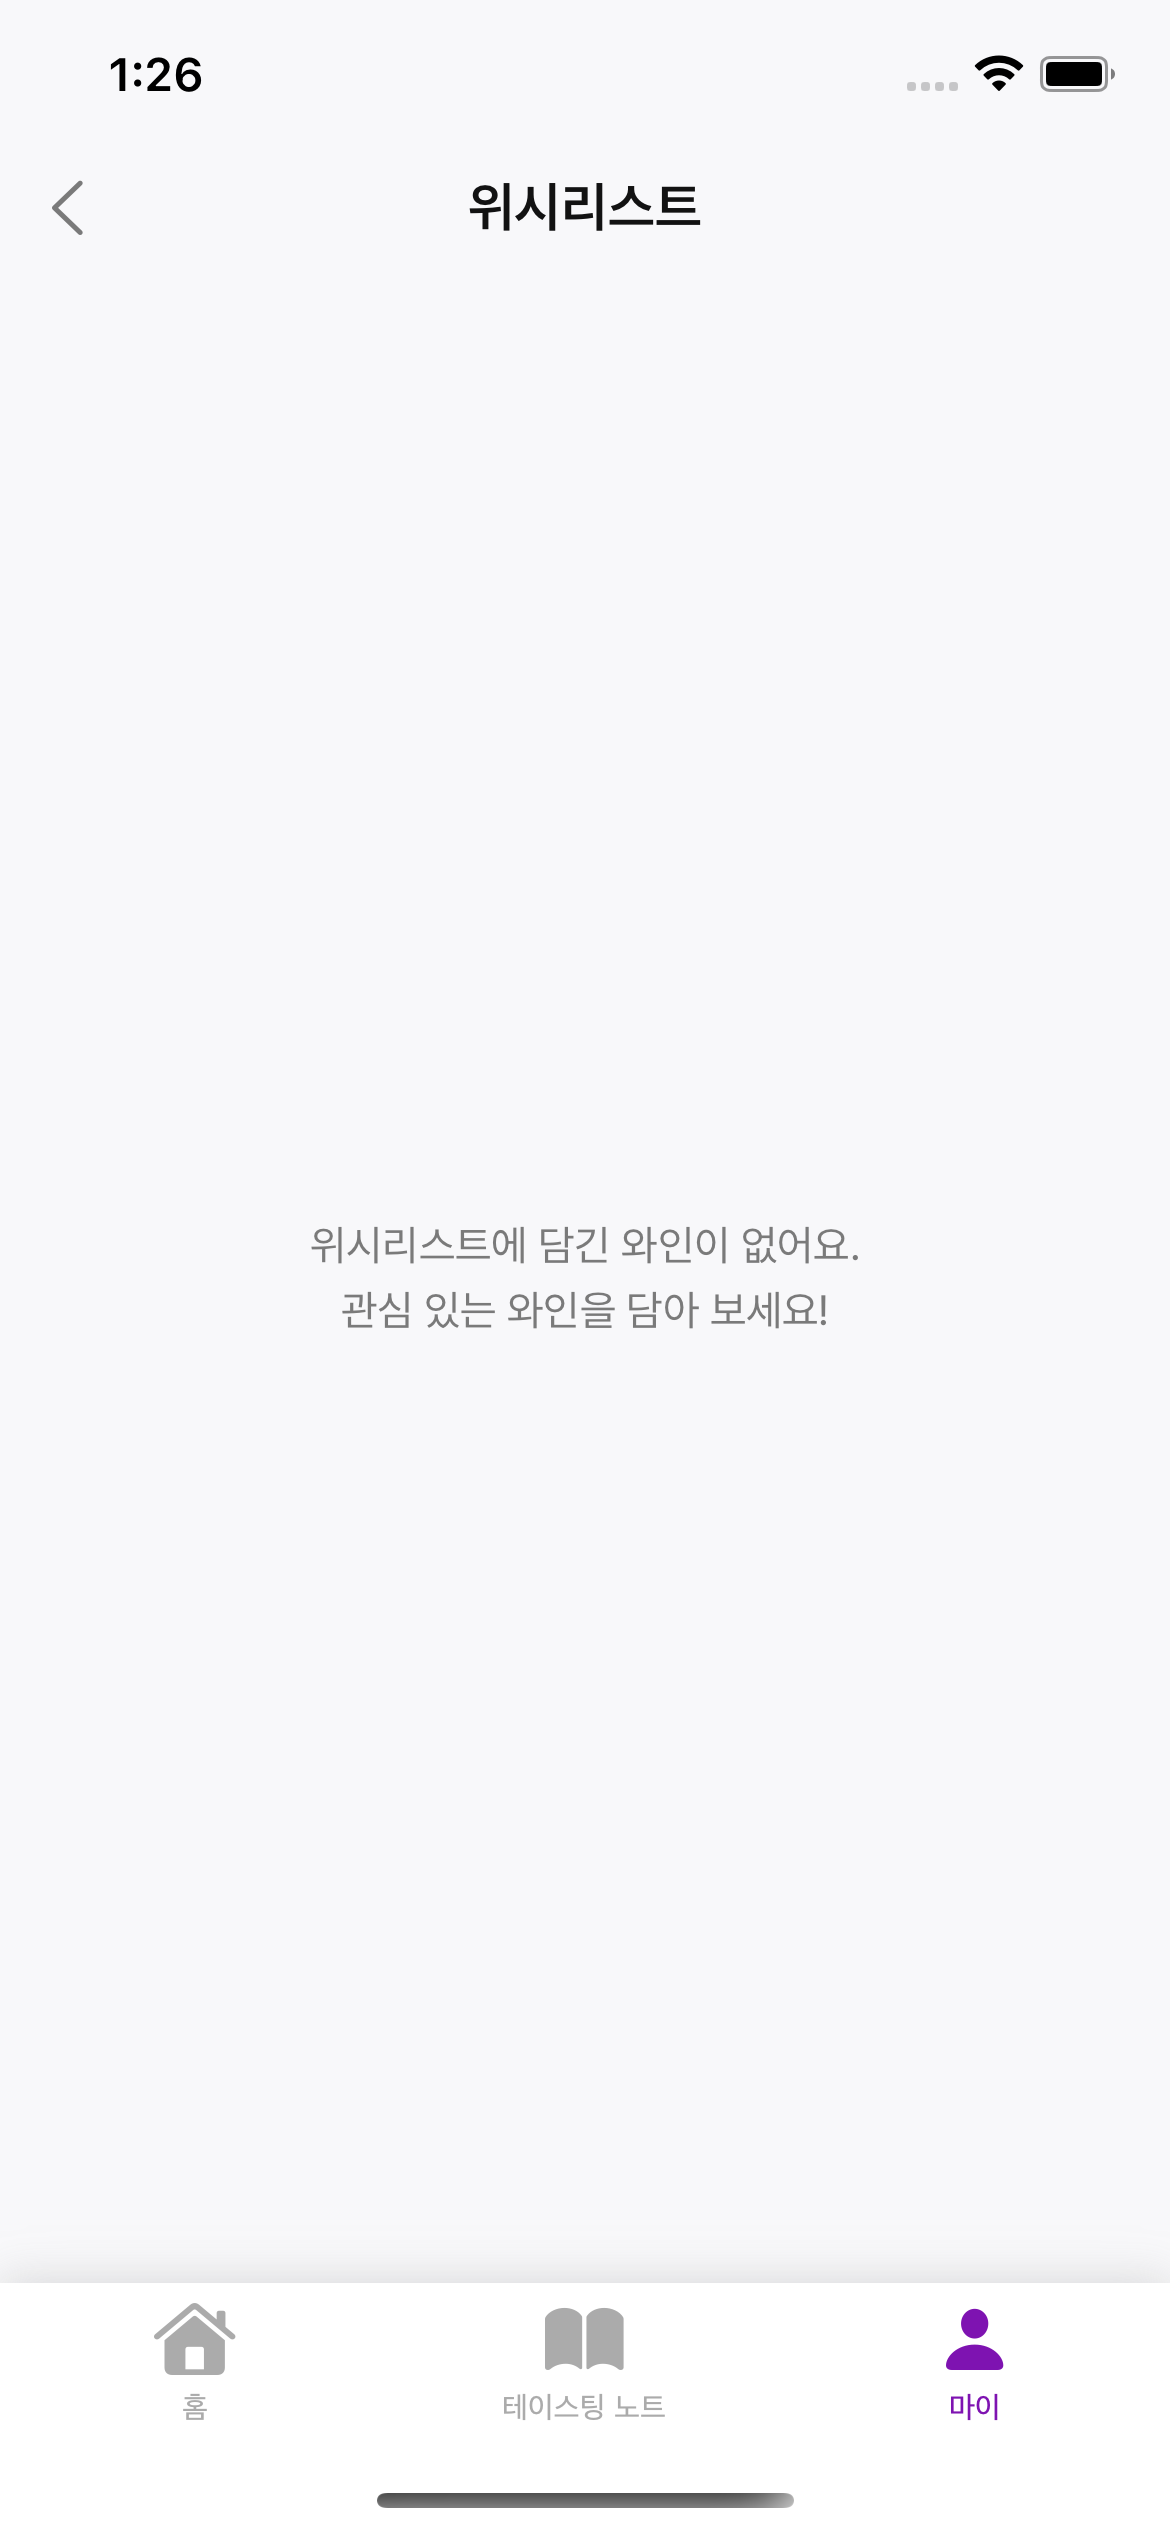 1:26
위시리스트
위시리스트에 담긴 와인이 없어요.
관심 있는 와인을 담아 보세요!
홈
테이스팅 노트
마이